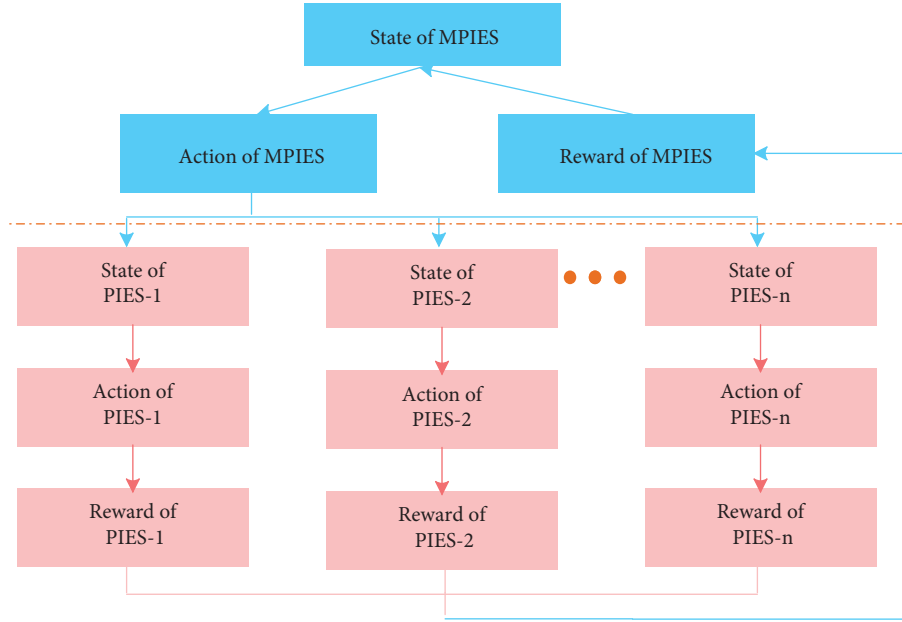 State of MPIES
Action of MPIES
Reward of MPIES
State of
PIES-1
State of
PIES-2
State of
PIES-n
Action of
PIES-1
Action of
PIES-2
Action of
PIES-n
Reward of
PIES-1
Reward of
PIES-2
Reward of
PIES-n